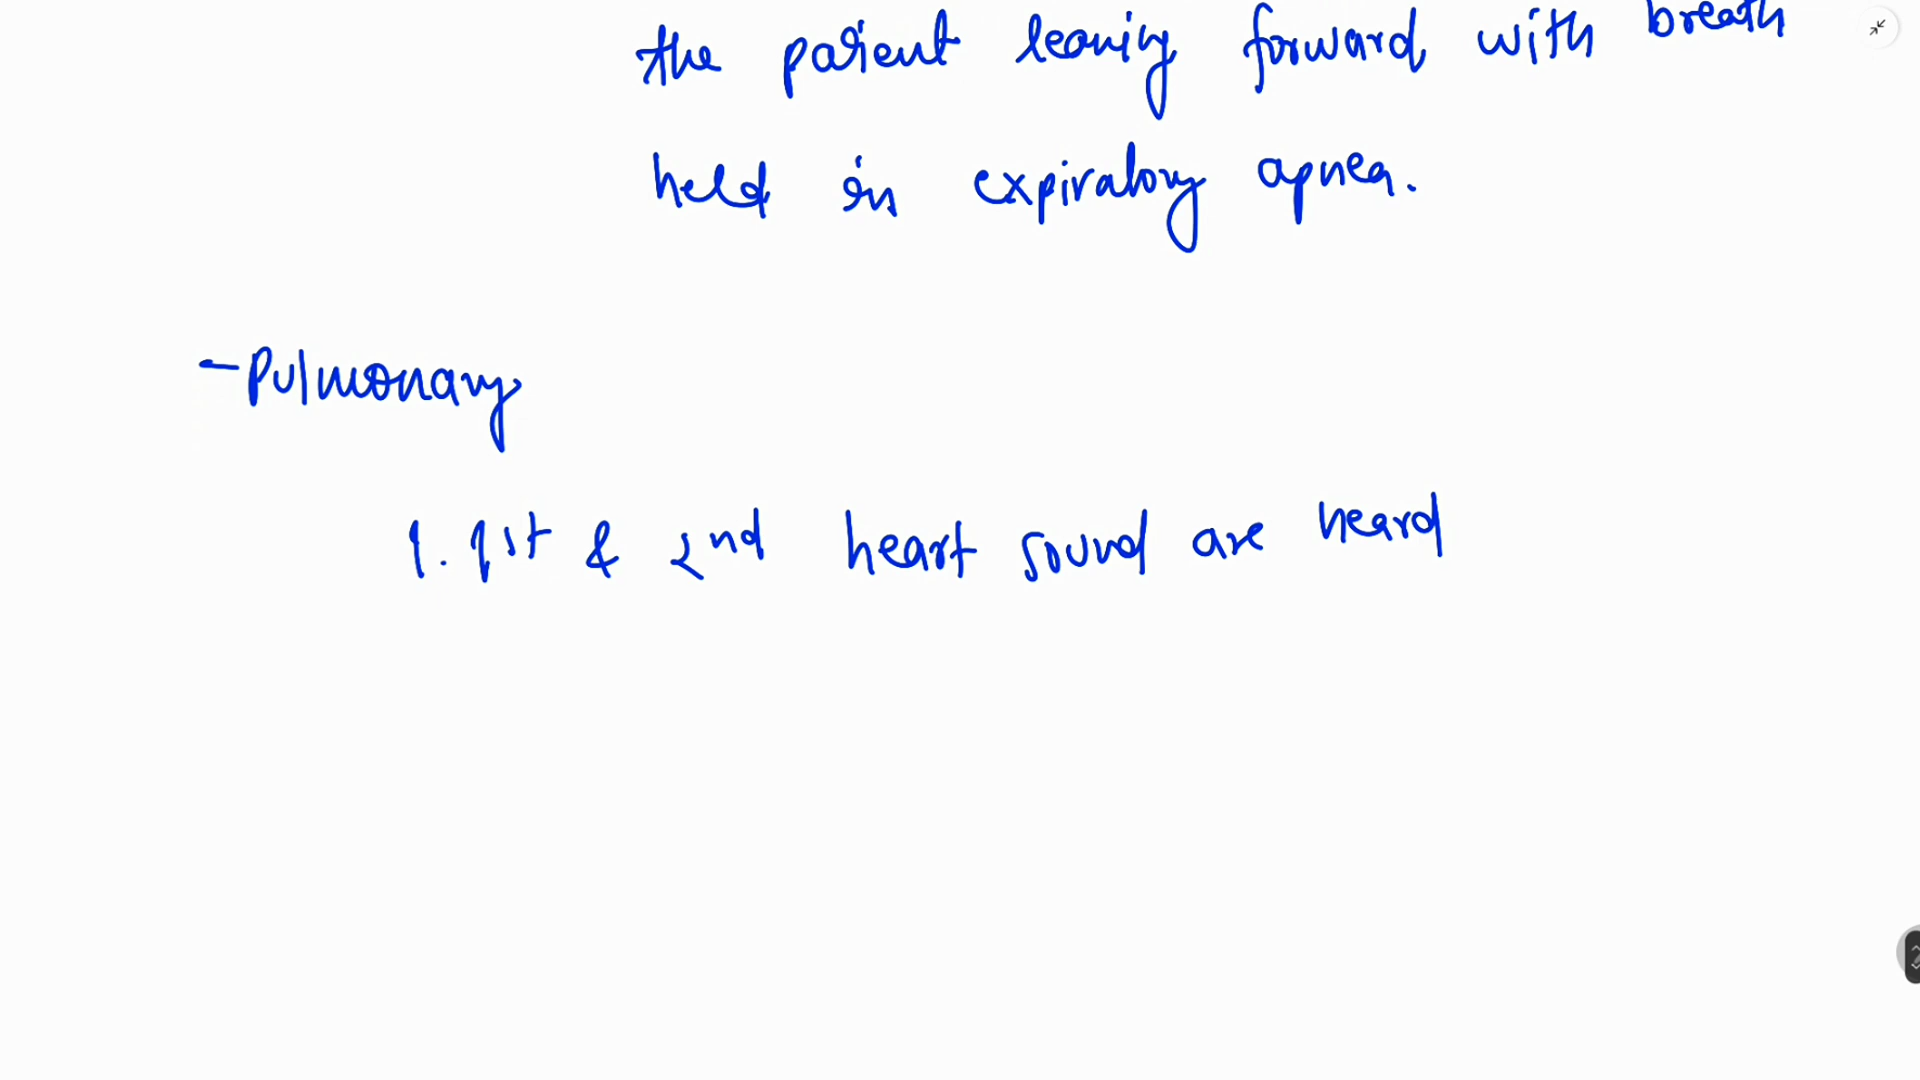 the patient leaning forward with breath
held in expiratory apnea.
- Pulmonary
1. 1st & 2nd heart sound are heard